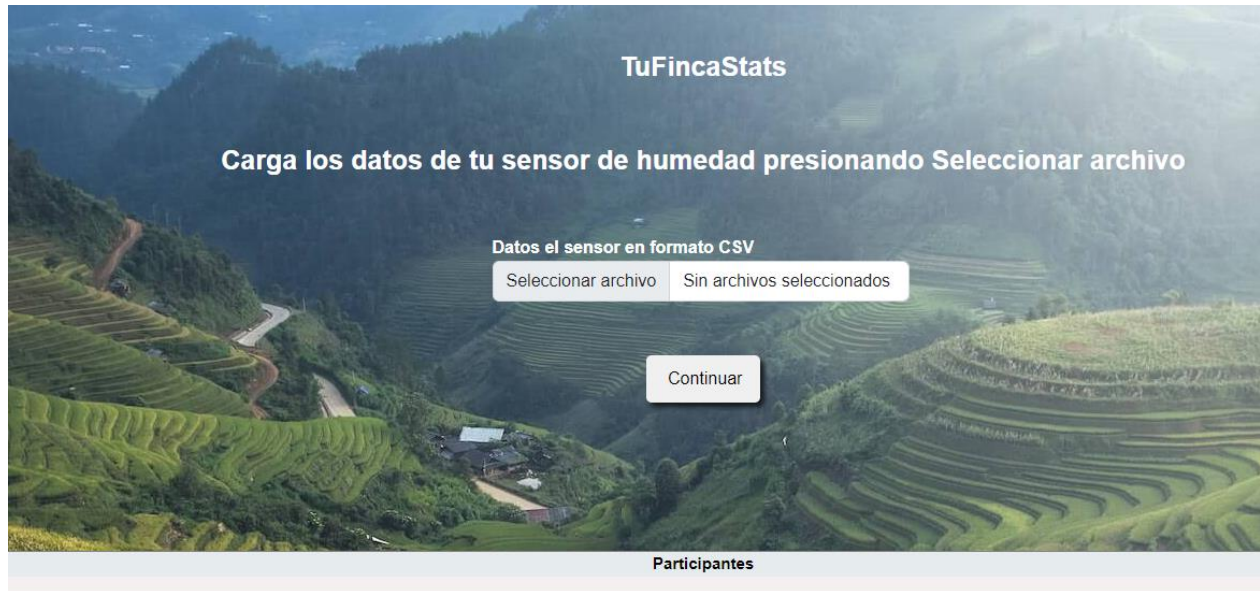 TuFincaStats
Carga los datos de tu sensor de humedad presionando Seleccionar archivo
Datos el sensor en formato CSV
Seleccionar archivo Sin archivos seleccionados
Continuar
Participantes